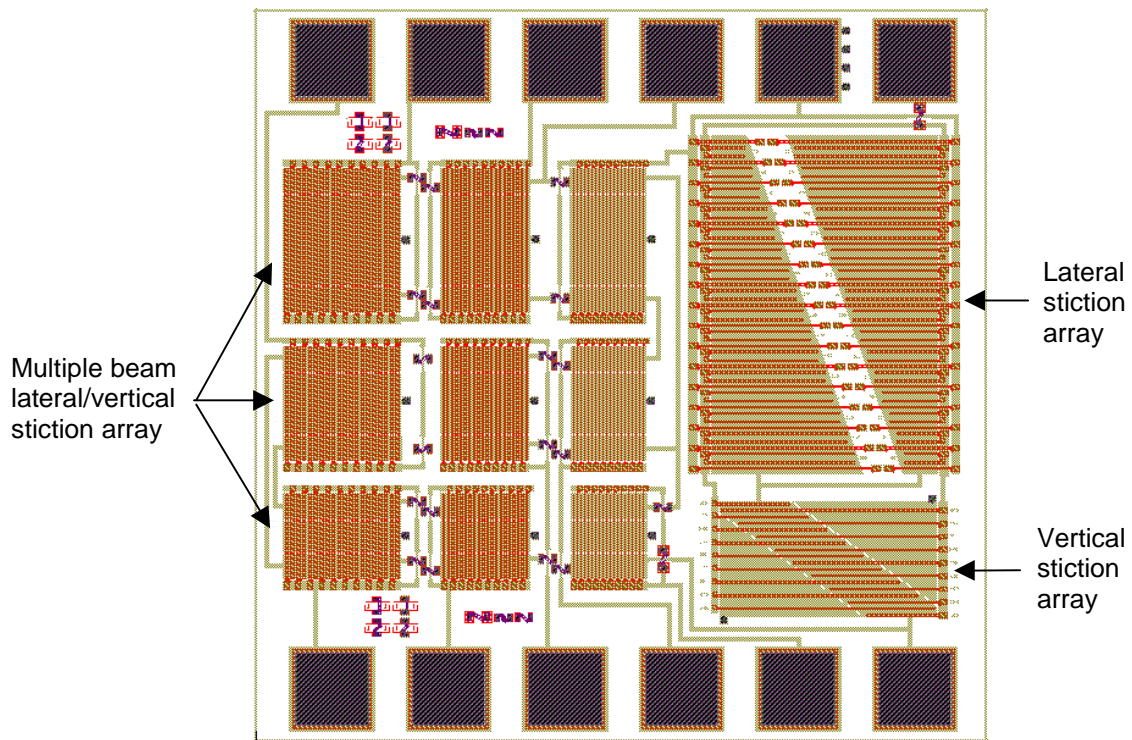 Lateral
stiction
array
Multiple beam
lateral/vertical
stiction array
Vertical
stiction
array